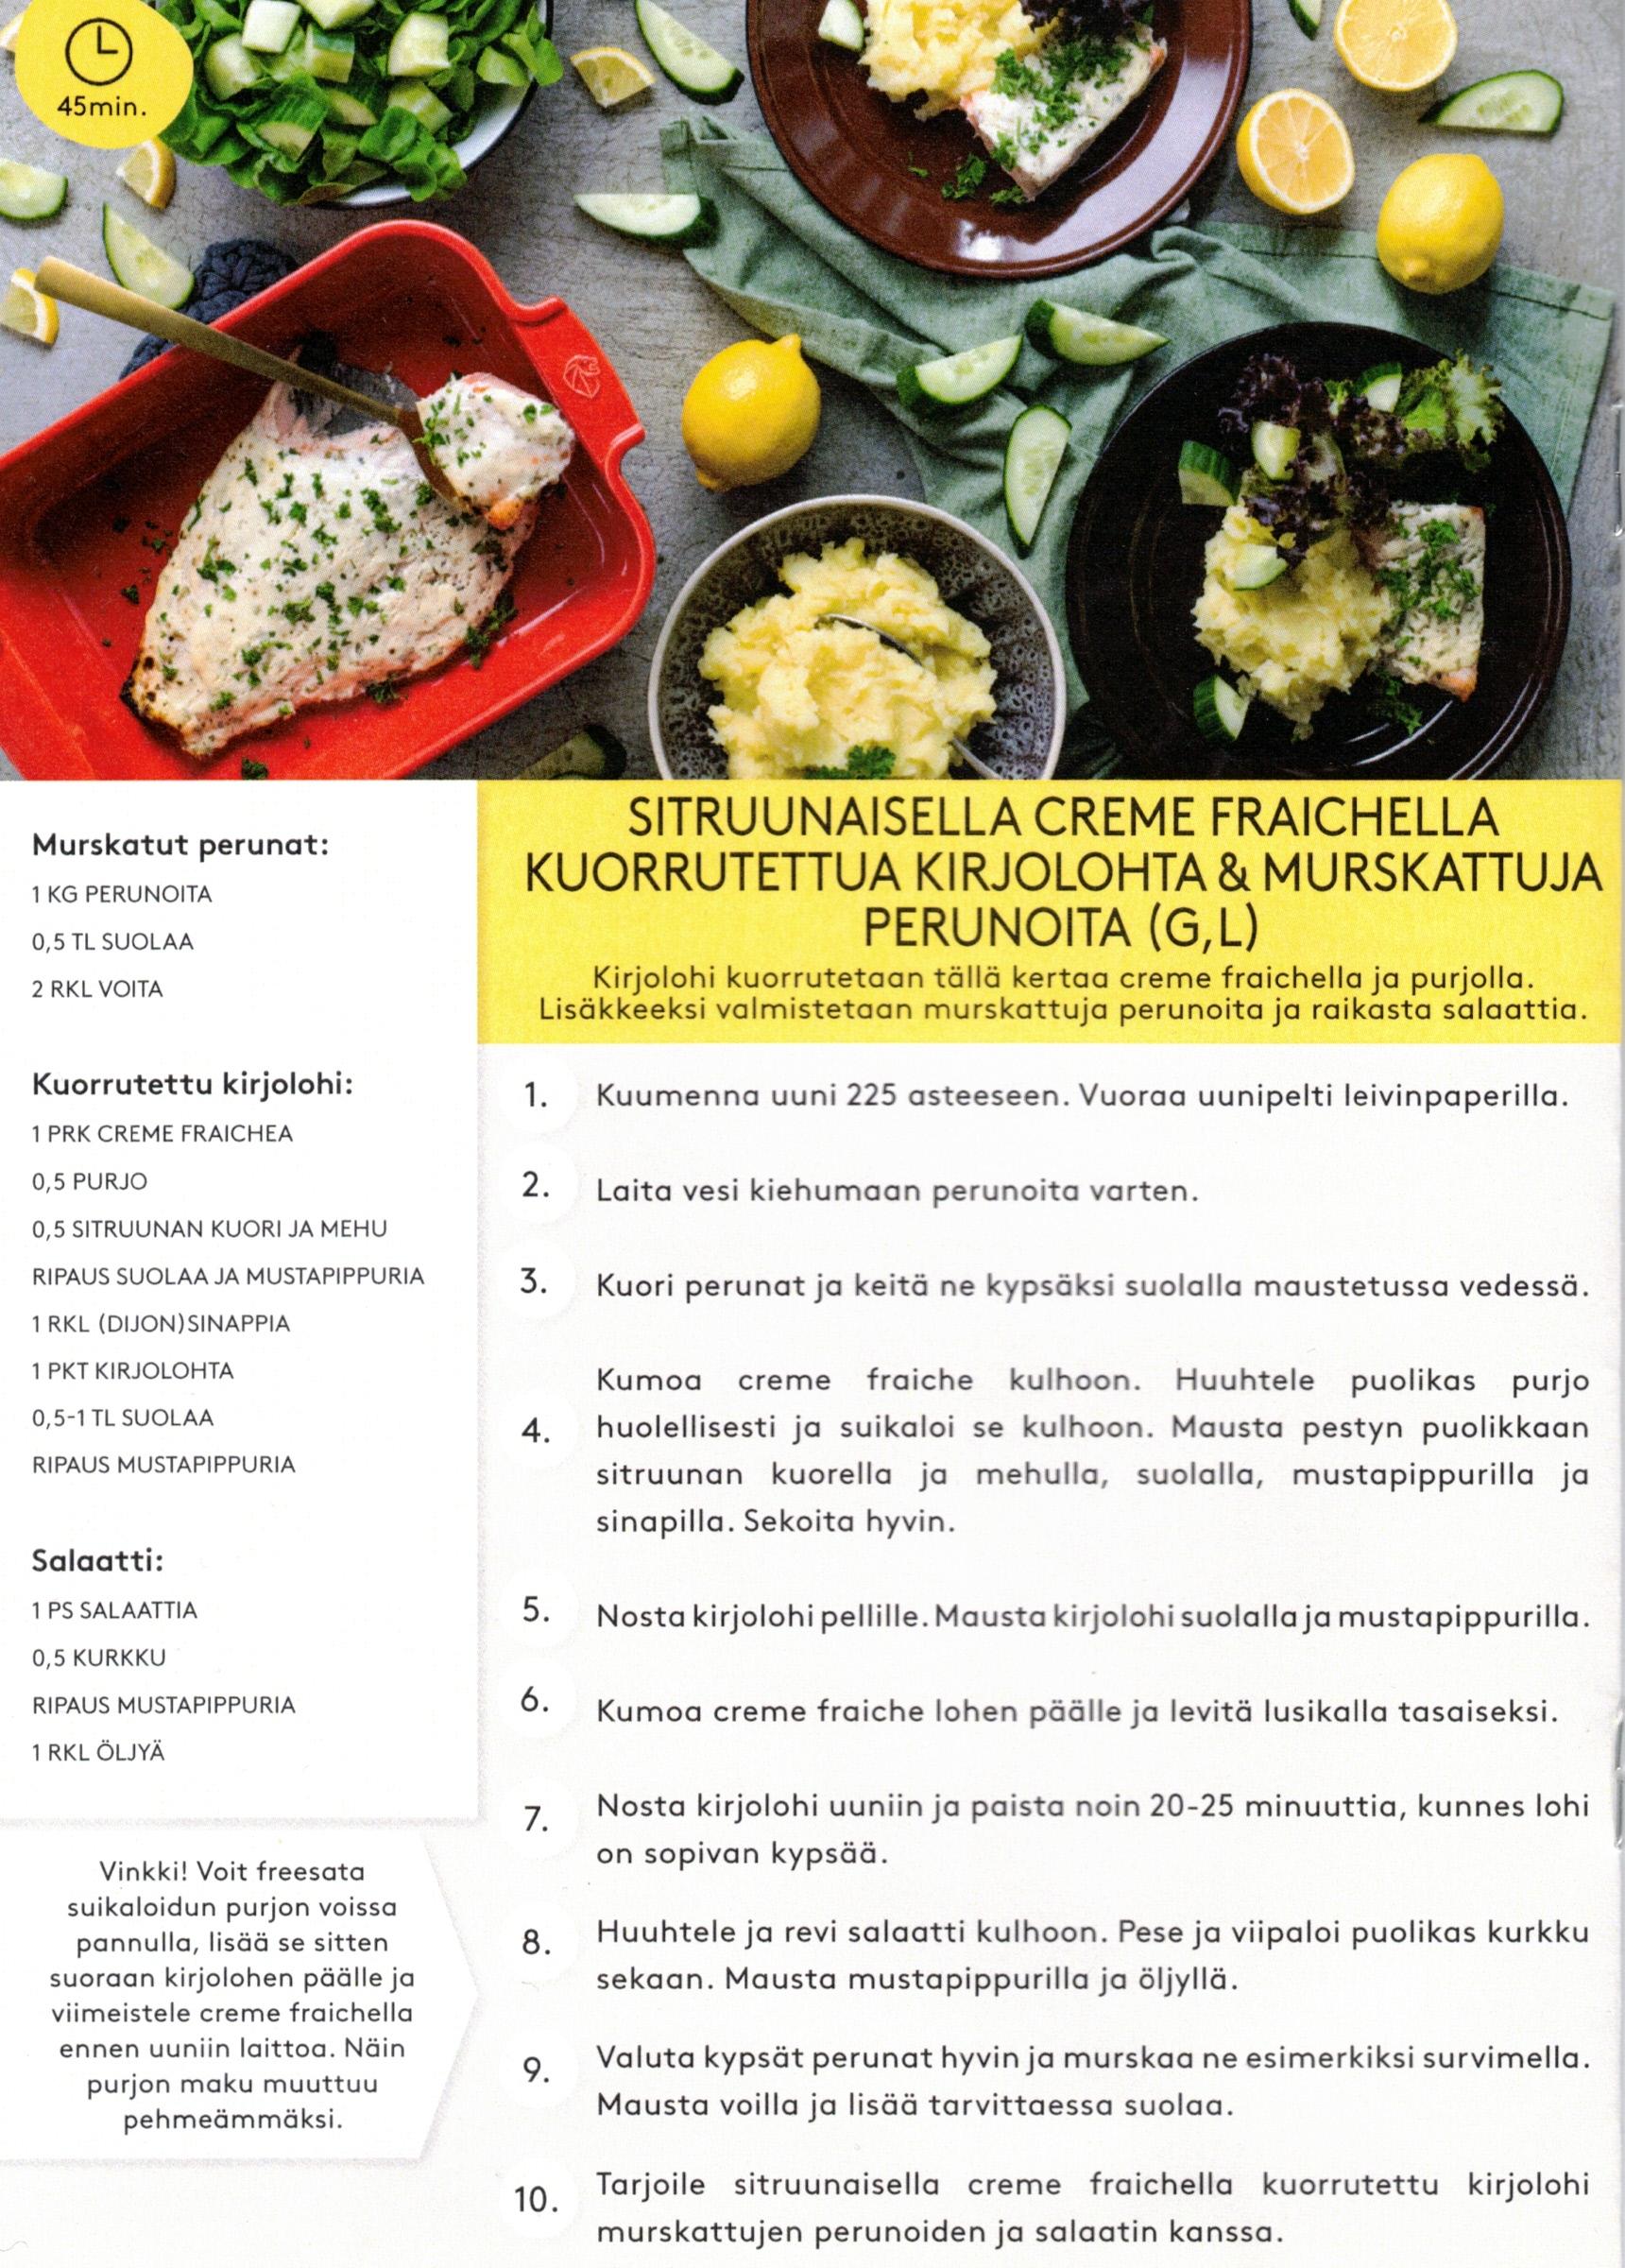 45min.
Murskatut perunat:
1 KG PERUNOITA
0,5 TL SUOLAA
2 RKL VOITA
Kuorrutettu kirjolohi:
1 PRK CREME FRAICHEA
0,5 PURJO
0,5 SITRUUNAN KUORI JA MEHU
RIPAUS SUOLAA JA MUSTAPIPPURIA
1 RKL (DIJON)SINAPPIA
1 PKT KIRJOLOHTA
0,5-1 TL SUOLAA
RIPAUS MUSTAPIPPURIA
Salaatti:
1 PS SALAATTIA
0,5 KURKKU
RIPAUS MUSTAPIPPURIA
1 RKL ÖLJYÄ
Vinkki! Voit freesata
suikaloidun purjon voissa
pannulla, lisää se sitten
suoraan kirjolohen päälle ja
viimeistele creme fraichella
ennen uuniin laittoa. Näin
purjon maku muuttuu
pehmeämmäksi.
SITRUUNAISELLA CREME FRAICHELLA
KUORRUTETTUA KIRJOLOHTA & MURSKATTUJA
PERUNOITA (G,L)
Kirjolohi kuorrutetaan tällä kertaa creme fraichella ja purjolla.
Lisäkkeeksi valmistetaan murskattuja perunoita ja raikasta salaattia.
1. Kuumenna uuni 225 asteeseen. Vuoraa uunipelti leivinpaperilla.
2. Laita vesi kiehumaan perunoita varten.
3. Kuori perunat ja keitä ne kypsäksi suolalla maustetussa vedessä.
4. Kumoa creme fraiche kulhoon. Huuhtele puolikas purjo
huolellisesti ja suikaloi se kulhoon. Mausta pestyn puolikkaan
sitruunan kuorella ja mehulla, suolalla, mustapippurilla ja
sinapilla. Sekoita hyvin.
5. Nosta kirjolohi pellille. Mausta kirjolohi suolalla ja mustapippurilla.
6. Kumoa creme fraiche lohen päälle ja levitä lusikalla tasaiseksi.
7. Nosta kirjolohi uuniin ja paista noin 20-25 minuuttia, kunnes lohi
on sopivan kypsää.
8. Huuhtele ja revi salaatti kulhoon. Pese ja viipaloi puolikas kurkku
sekaan. Mausta mustapippurilla ja öljyllä.
9. Valuta kypsät perunat hyvin ja murskaa ne esimerkiksi survimella.
Mausta voilla ja lisää tarvittaessa suolaa.
10. Tarjoile sitruunaisella creme fraichella kuorrutettu kirjolohi
murskattujen perunoiden ja salaatin kanssa.